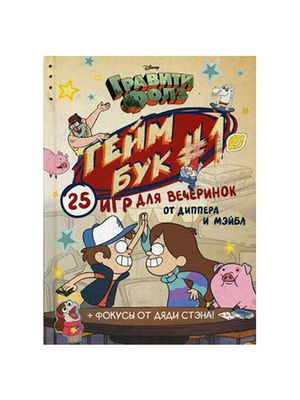 Disney
ГРАВИТИ
ФОЛЗ
ГЕЙМ
БУК #1
25 ИГР ДЛЯ ВЕЧЕРИНОК
ОТ ДИППЕРА
И МЭЙБЛ
+ ФОКУСЫ ОТ ДЯДИ СТЭНА!